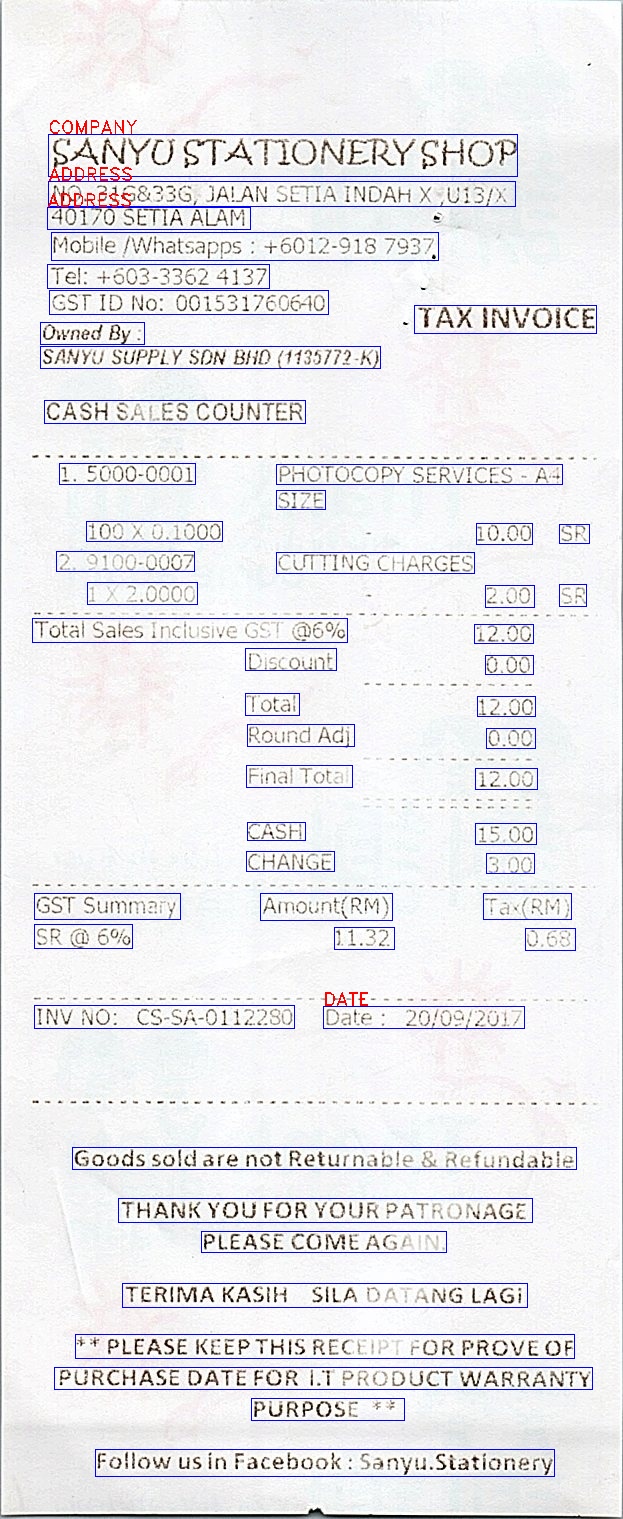 COMPANY
SANYU STATIONERY SHOP
ADDRESS
NO. 31G&33G, JALAN SETIA INDAH X ,U13/X
ADDRESS
40170 SETIA ALAM
Mobile /Whatsapps : +6012-918 7937
Tel: +603-3362 4137
GST ID No: 001531760640
TAX INVOICE
Owned By :
SANYU SUPPLY SDN BHD (1135772-K)
CASH SALES COUNTER
1. 5000-0001 PHOTOCOPY SERVICES - A4
SIZE
100 X 0.1000 - 10.00 SR
2. 9100-0007 CUTTING CHARGES
1 X 2.0000 - 2.00 SR
Total Sales Inclusive GST @6% 12.00
Discount 0.00
Total 12.00
Round Adj 0.00
Final Total 12.00
CASH 15.00
CHANGE 3.00
GST Summary Amount(RM) Tax(RM)
SR @ 6% 11.32 0.68
DATE
INV NO: CS-SA-0112280 Date : 20/09/2017
Goods sold are not Returnable & Refundable
THANK YOU FOR YOUR PATRONAGE
PLEASE COME AGAIN.
TERIMA KASIH SILA DATANG LAGI
** PLEASE KEEP THIS RECEIPT FOR PROVE OF
PURCHASE DATE FOR I.T PRODUCT WARRANTY
PURPOSE **
Follow us in Facebook : Sanyu.Stationery